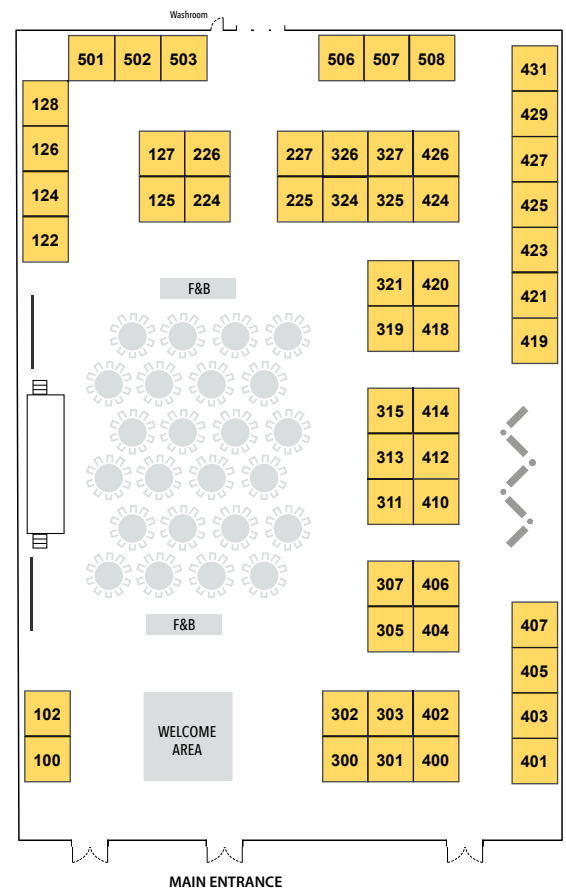 Washroom
501 502 503
506 507 508
431
429
427
425
423
421
419
128
126
124
122
127 226
125 224
227 326 327 426
225 324 325 424
321 420
319 418
F&B
315 414
313 412
311 410
307 406
305 404
F&B
407
405
403
401
102
100
WELCOME
AREA
302 303 402
300 301 400
MAIN ENTRANCE